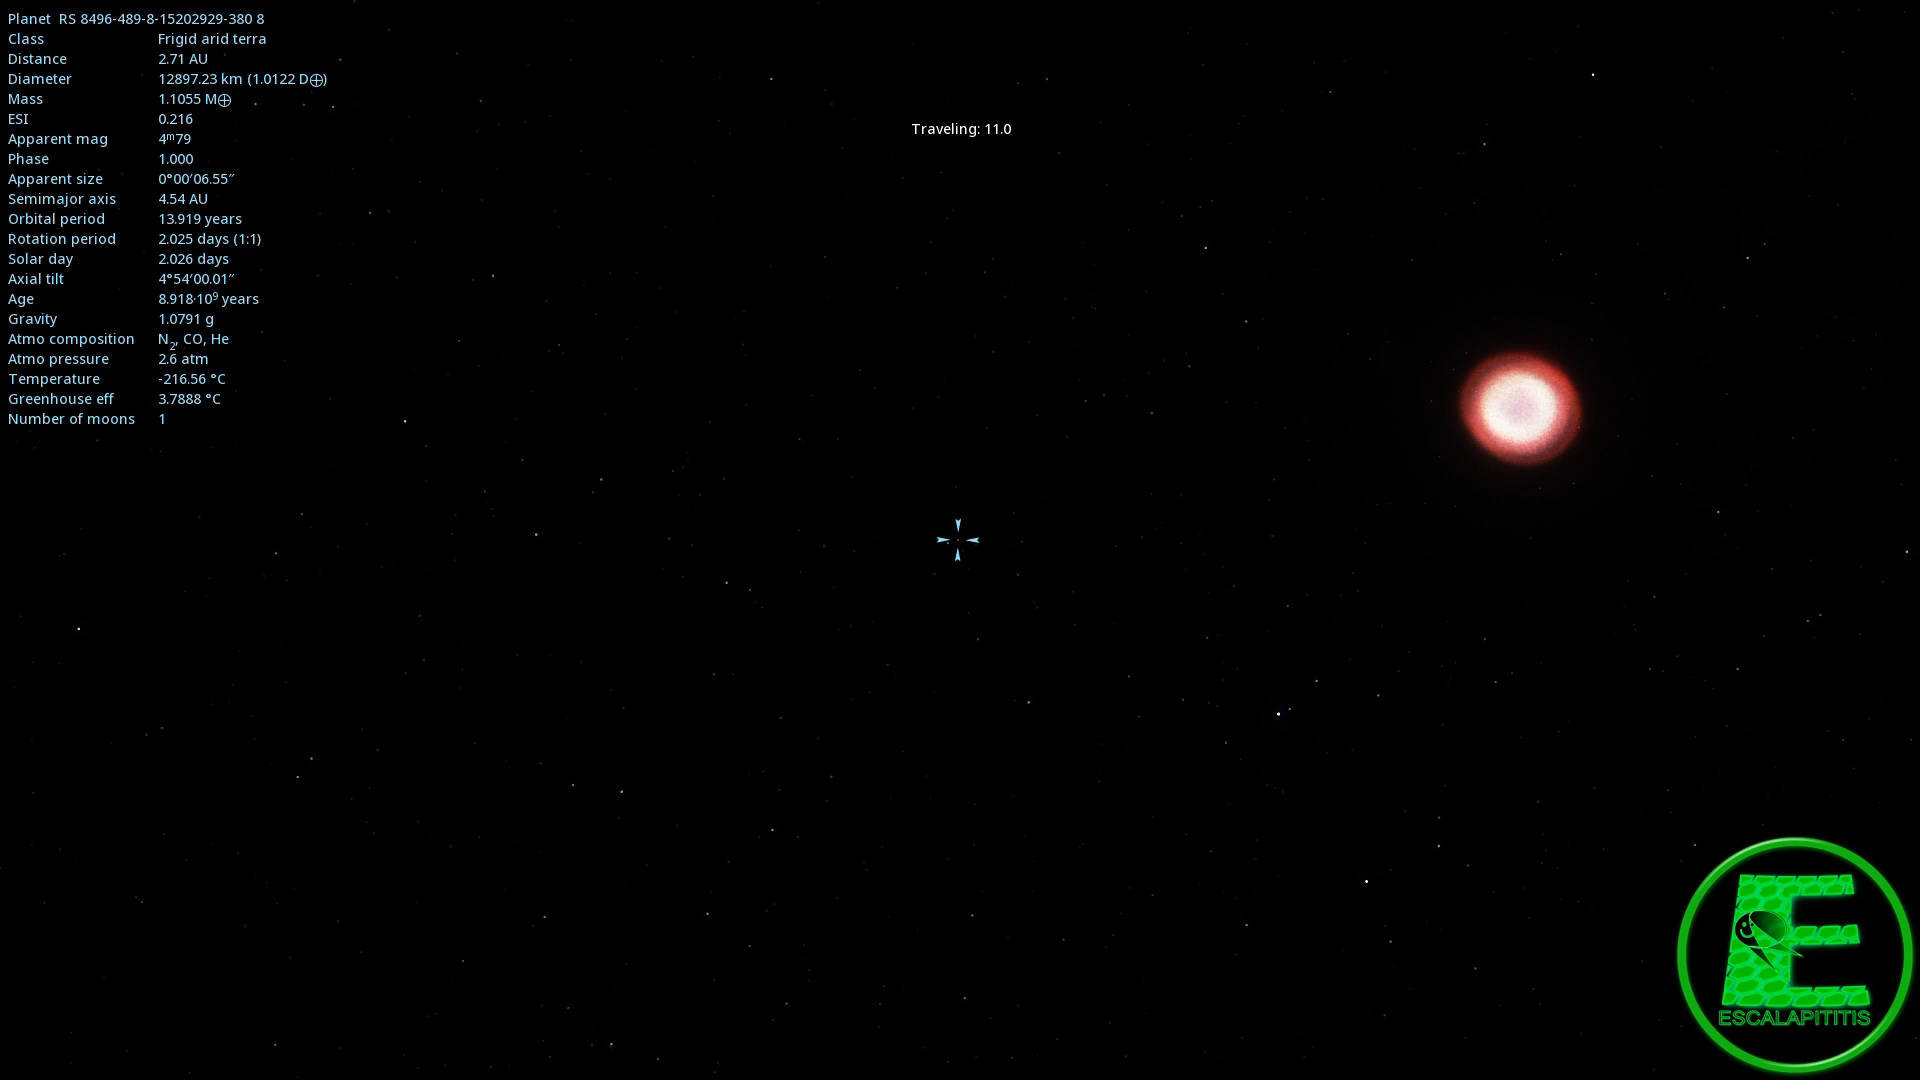 Planet RS 8496-489-8-15202929-380 8
Class Frigid arid terra
Distance 2.71 AU
Diameter 12897.23 km (1.0122 D⊕)
Mass 1.1055 M⊕
ESI 0.216
Apparent mag 4ᵐ79
Phase 1.000
Apparent size 0°00′06.55″
Semimajor axis 4.54 AU
Orbital period 13.919 years
Rotation period 2.025 days (1:1)
Solar day 2.026 days
Axial tilt 4°54′00.01″
Age 8.918·10⁹ years
Gravity 1.0791 g
Atmo composition N₂, CO, He
Atmo pressure 2.6 atm
Temperature -216.56 °C
Greenhouse eff 3.7888 °C
Number of moons 1
Traveling: 11.0
E
ESCALAPITITIS